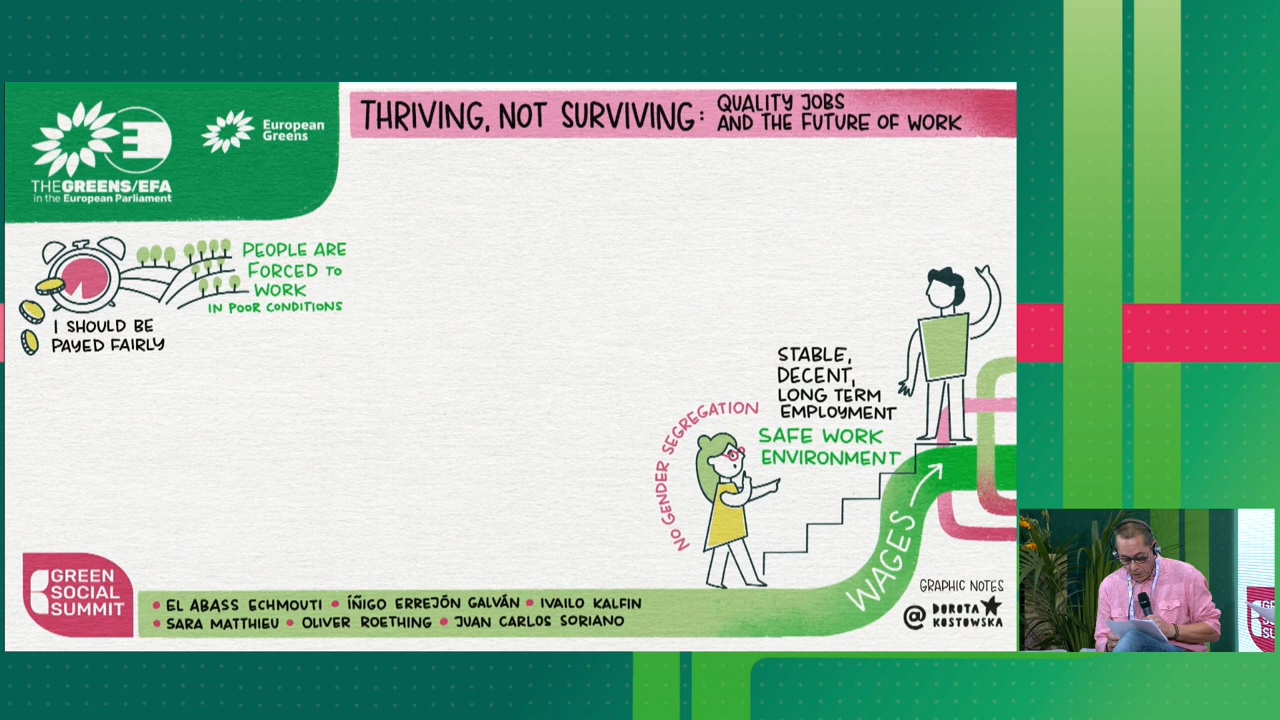 THE GREENS/EFA
in the European Parliament
European
Greens
THRIVING, NOT SURVIVING:
QUALITY JOBS
AND THE FUTURE OF WORK
PEOPLE ARE
FORCED TO
WORK
IN POOR CONDITIONS
I SHOULD BE
PAYED FAIRLY
STABLE,
DECENT,
LONG TERM
EMPLOYMENT
SAFE WORK
ENVIRONMENT
NO GENDER SEGREGATION
WAGES
GREEN
SOCIAL
SUMMIT
• EL ABASS ECHMOUTI • ÍÑIGO ERREJÓN GALVÁN • IVAILO KALFIN
• SARA MATTHIEU • OLIVER ROETHING • JUAN CARLOS SORIANO
GRAPHIC NOTES
@ DOROTA
KOSTOWSKA